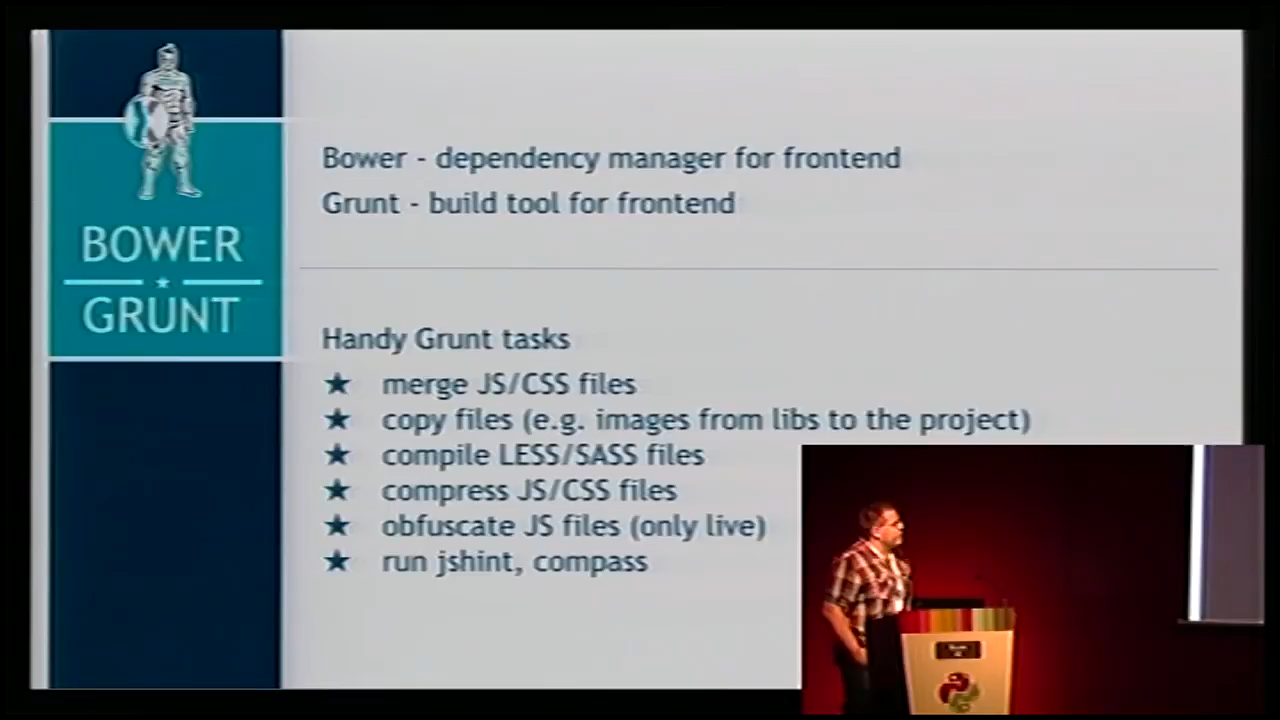 BOWER
GRUNT
Bower - dependency manager for frontend
Grunt - build tool for frontend
Handy Grunt tasks
merge JS/CSS files
copy files (e.g. images from libs to the project)
compile LESS/SASS files
compress JS/CSS files
obfuscate JS files (only live)
run jshint, compass